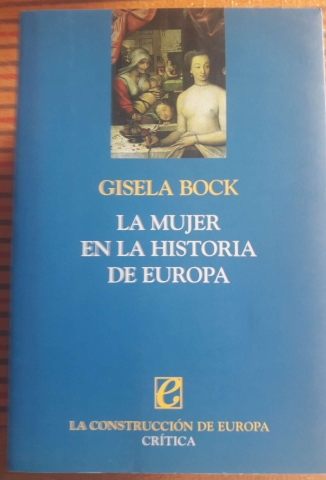 GISELA BOCK
LA MUJER
EN LA HISTORIA
DE EUROPA
e
LA CONSTRUCCIÓN DE EUROPA
CRÍTICA